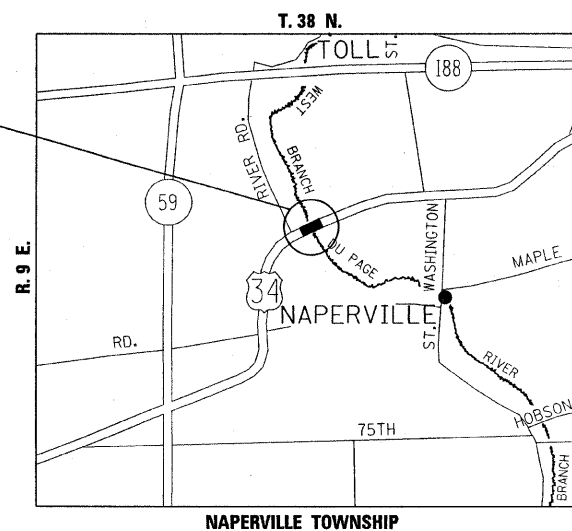 T. 38 N.
TOLL ST.
188
WEST
RIVER RD.
BRANCH
59
R. 9 E.
DU PAGE
WASHINGTON
MAPLE
34
NAPERVILLE
ST.
RD.
RIVER
HOBSON
75TH
BRANCH
NAPERVILLE TOWNSHIP